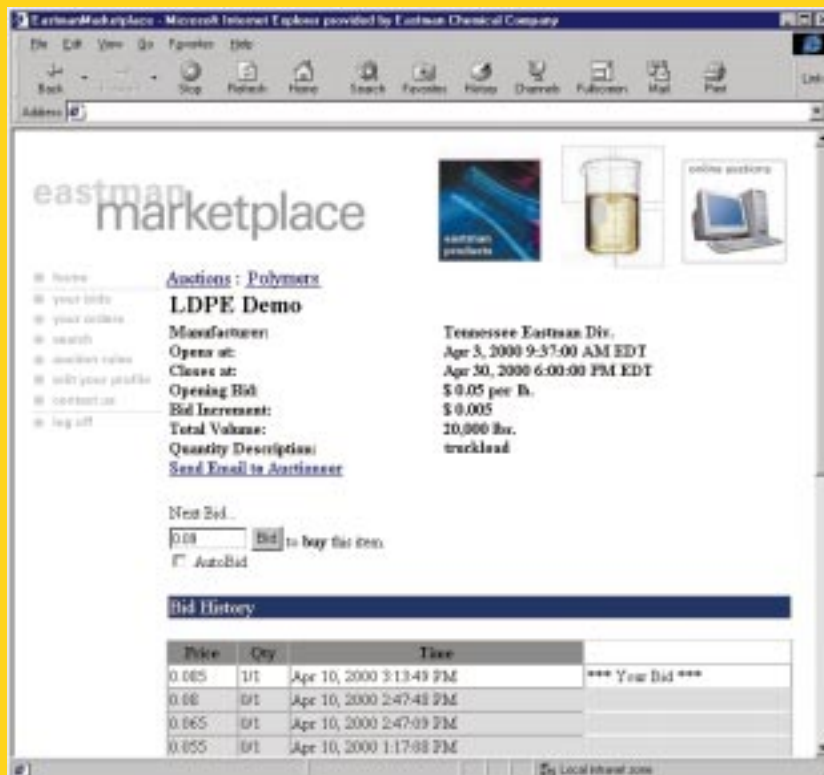 EastmanMarketplace - Microsoft Internet Explorer provided by Eastman Chemical Company
File Edit View Go Favorites Help
Back Stop Refresh Home Search Favorites History Channels Fullscreen Mail Print
Address
eastman
marketplace
eastman products
online auctions
home
your bids
your orders
search
auction rules
edit your profile
contact us
log off
Auctions : Polymers
LDPE Demo
Manufacturer: Tennessee Eastman Div.
Opens at: Apr 3, 2000 9:37:00 AM EDT
Closes at: Apr 30, 2000 6:00:00 PM EDT
Opening Bid: $ 0.05 per lb.
Bid Increment: $ 0.005
Total Volume: 20,000 lbs.
Quantity Description: truckload
Send Email to Auctioneer
Next Bid...
0.09 Bid to buy this item.
AutoBid
Bid History
Price Qty Time
0.085 1/1 Apr 10, 2000 3:13:49 PM *** Your Bid ***
0.08 0/1 Apr 10, 2000 2:47:48 PM
0.065 0/1 Apr 10, 2000 2:47:09 PM
0.055 0/1 Apr 10, 2000 1:17:08 PM
Local intranet zone